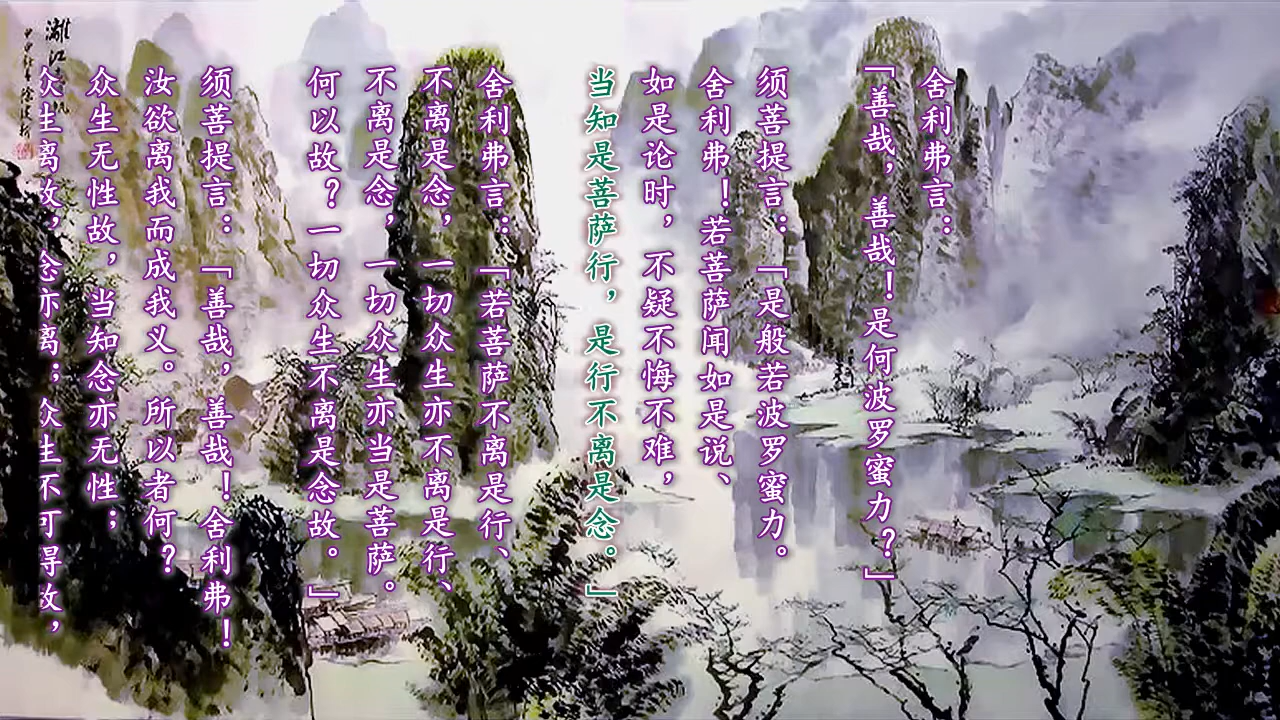 舍利弗言：
「善哉，善哉！是何波罗蜜力？」
须菩提言：「是般若波罗蜜力。
舍利弗！若菩萨闻如是说、
如是论时，不疑不悔不难，
当知是菩萨行，是行不离是念。」
舍利弗言：「若菩萨不离是行、
不离是念，一切众生亦不离是行、
不离是念，一切众生亦当是菩萨。
何以故？一切众生不离是念故。」
须菩提言：「善哉，善哉！舍利弗！
汝欲离我而成我义。所以者何？
众生无性故，当知念亦无性；
众生离故，念亦离；众生不可寻故，
灕江